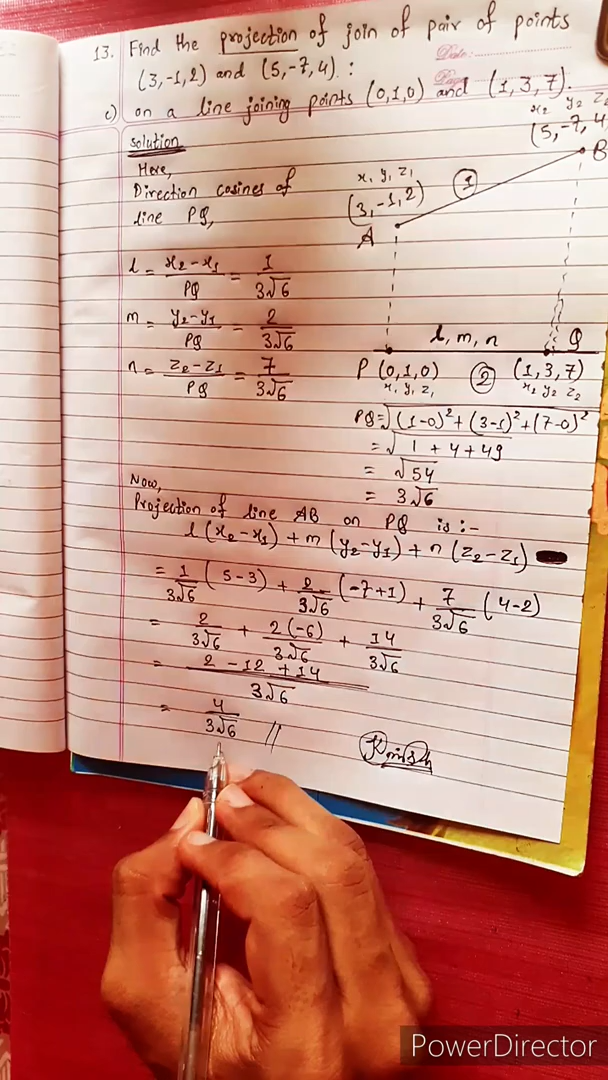 13. Find the projection of join of pair of points
(3,-1,2) and (5,-7,4). :
Date:
Page:
c) on a line joining points (0,1,0) and (1,3,7).
solution
Here,
Direction cosines of
line PQ,
l = x2-x1/PQ = 1/3√6
m = y2-y1/PQ = 2/3√6
n = z2-z1/PQ = 7/3√6
x2 y2 z2
(5,-7,4
B
①
x, y, z1
(3,-1,2)
A
l, m, n
Q
P (0,1,0)
x, y, z1
②
(1,3,7)
x2 y2 z2
PQ=√(1-0)²+(3-1)²+(7-0)²
= √1+4+49
= √54
= 3√6
Now,
Projection of line AB on PQ is:-
l(x2-x1)+m(y2-y1)+n(z2-z1)
= 1/3√6 (5-3) + 2/3√6 (-7+1) + 7/3√6 (4-2)
= 2/3√6 + 2(-6)/3√6 + 14/3√6
= 2-12+14/3√6
= 4/3√6 //
PowerDirector